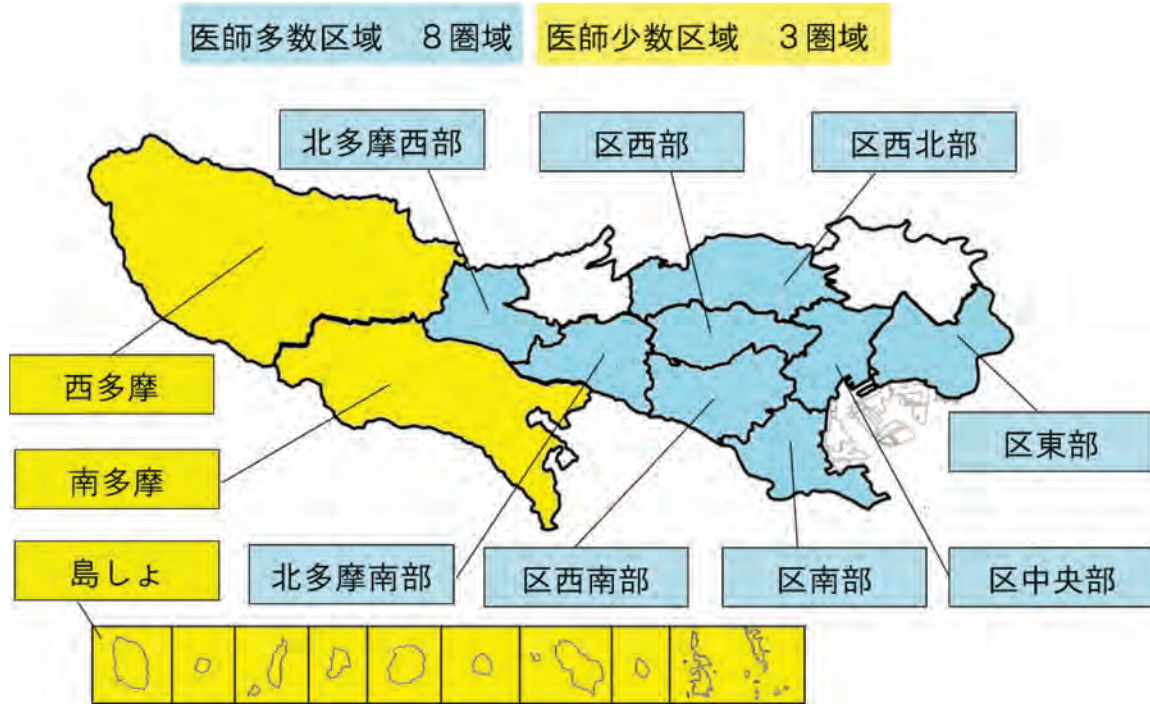 医師多数区域　８圏域
医師少数区域　３圏域
北多摩西部
区西部
区西北部
西多摩
南多摩
区東部
島しょ
北多摩南部
区西南部
区南部
区中央部